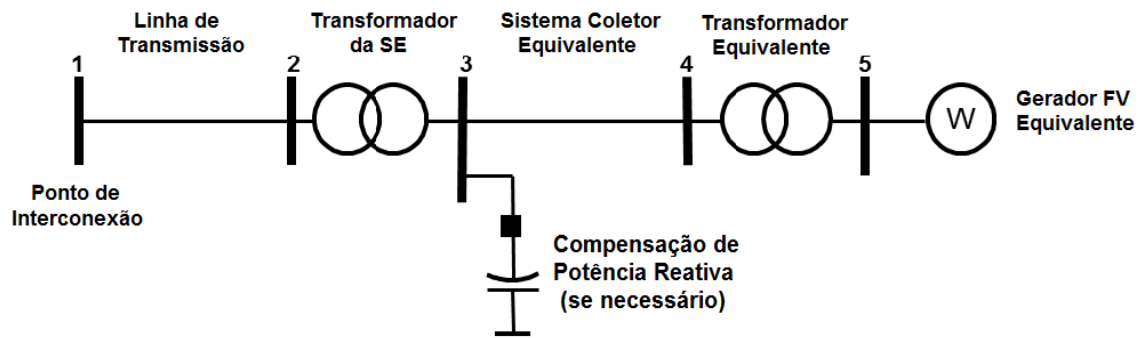 Linha de
Transmissão
Transformador
da SE
Sistema Coletor
Equivalente
Transformador
Equivalente
1
2
3
4
5
W
Gerador FV
Equivalente
Ponto de
Interconexão
Compensação de
Potência Reativa
(se necessário)